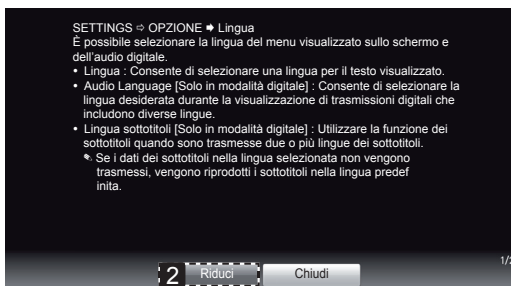 SETTINGS ⇨ OPZIONE ➧ Lingua
È possibile selezionare la lingua del menu visualizzato sullo schermo e
dell'audio digitale.
• Lingua : Consente di selezionare una lingua per il testo visualizzato.
• Audio Language [Solo in modalità digitale] : Consente di selezionare la
lingua desiderata durante la visualizzazione di trasmissioni digitali che
includono diverse lingue.
• Lingua sottotitoli [Solo in modalità digitale] : Utilizzare la funzione dei
sottotitoli quando sono trasmesse due o più lingue dei sottotitoli.
✎ Se i dati dei sottotitoli nella lingua selezionata non vengono
trasmessi, vengono riprodotti i sottotitoli nella lingua predef
inita.
1/2
2 Riduci Chiudi